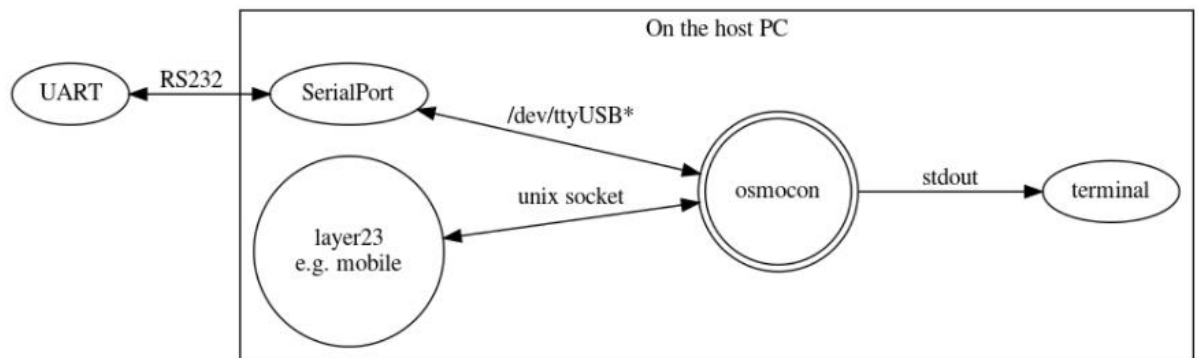 On the host PC
UART
RS232
SerialPort
/dev/ttyUSB*
osmocon
stdout
terminal
unix socket
layer23
e.g. mobile